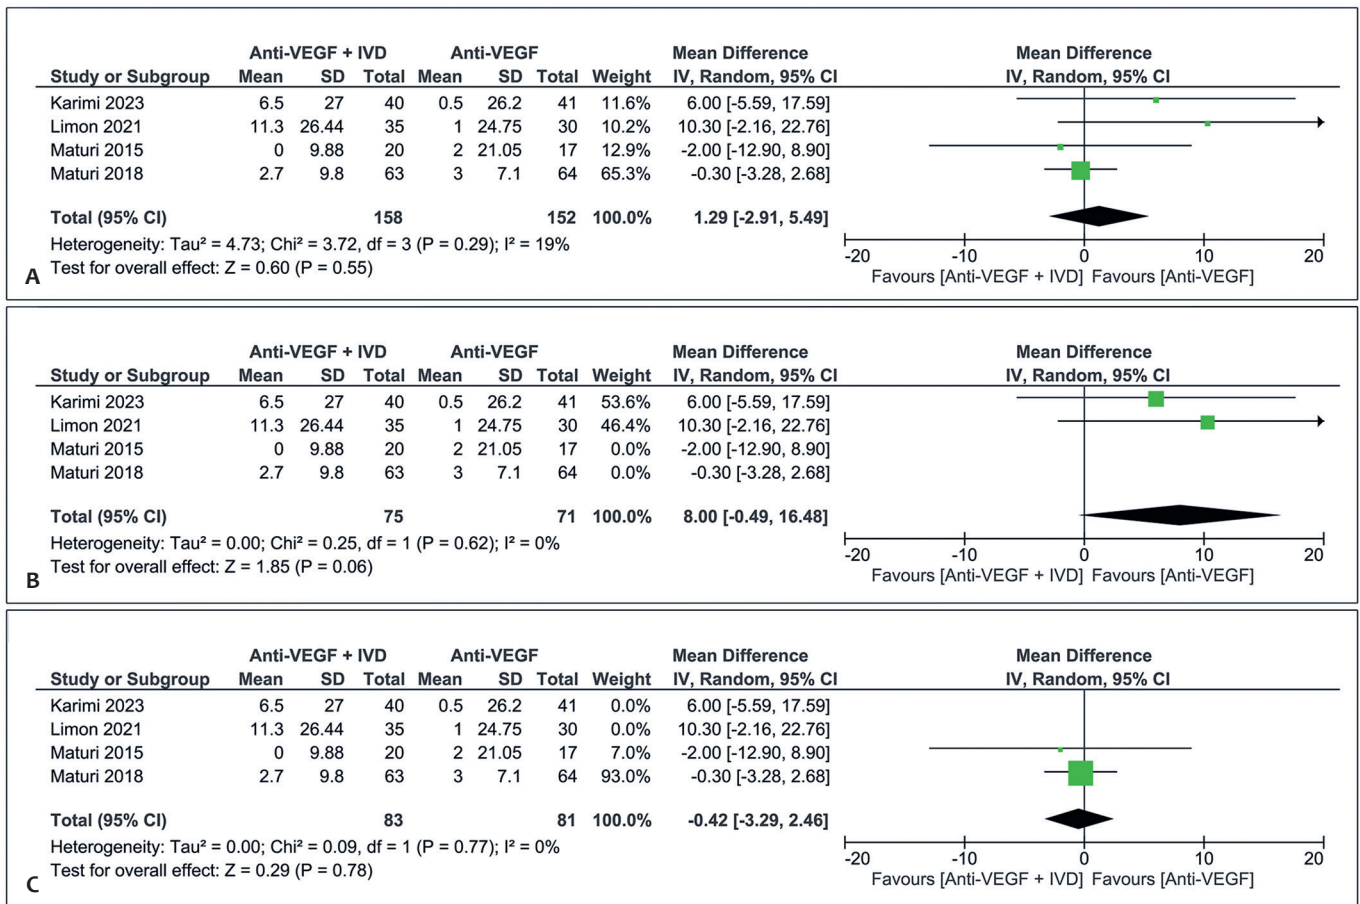 Anti-VEGF + IVD Anti-VEGF Mean Difference Mean Difference
Study or Subgroup Mean SD Total Mean SD Total Weight IV, Random, 95% CI IV, Random, 95% CI
Karimi 2023 6.5 27 40 0.5 26.2 41 11.6% 6.00 [-5.59, 17.59]
Limon 2021 11.3 26.44 35 1 24.75 30 10.2% 10.30 [-2.16, 22.76]
Maturi 2015 0 9.88 20 2 21.05 17 12.9% -2.00 [-12.90, 8.90]
Maturi 2018 2.7 9.8 63 3 7.1 64 65.3% -0.30 [-3.28, 2.68]
Total (95% CI) 158 152 100.0% 1.29 [-2.91, 5.49]
Heterogeneity: Tau² = 4.73; Chi² = 3.72, df = 3 (P = 0.29); I² = 19%
Test for overall effect: Z = 0.60 (P = 0.55)
-20 -10 0 10 20
Favours [Anti-VEGF + IVD] Favours [Anti-VEGF]
A
Anti-VEGF + IVD Anti-VEGF Mean Difference Mean Difference
Study or Subgroup Mean SD Total Mean SD Total Weight IV, Random, 95% CI IV, Random, 95% CI
Karimi 2023 6.5 27 40 0.5 26.2 41 53.6% 6.00 [-5.59, 17.59]
Limon 2021 11.3 26.44 35 1 24.75 30 46.4% 10.30 [-2.16, 22.76]
Maturi 2015 0 9.88 20 2 21.05 17 0.0% -2.00 [-12.90, 8.90]
Maturi 2018 2.7 9.8 63 3 7.1 64 0.0% -0.30 [-3.28, 2.68]
Total (95% CI) 75 71 100.0% 8.00 [-0.49, 16.48]
Heterogeneity: Tau² = 0.00; Chi² = 0.25, df = 1 (P = 0.62); I² = 0%
Test for overall effect: Z = 1.85 (P = 0.06)
-20 -10 0 10 20
Favours [Anti-VEGF + IVD] Favours [Anti-VEGF]
B
Anti-VEGF + IVD Anti-VEGF Mean Difference Mean Difference
Study or Subgroup Mean SD Total Mean SD Total Weight IV, Random, 95% CI IV, Random, 95% CI
Karimi 2023 6.5 27 40 0.5 26.2 41 0.0% 6.00 [-5.59, 17.59]
Limon 2021 11.3 26.44 35 1 24.75 30 0.0% 10.30 [-2.16, 22.76]
Maturi 2015 0 9.88 20 2 21.05 17 7.0% -2.00 [-12.90, 8.90]
Maturi 2018 2.7 9.8 63 3 7.1 64 93.0% -0.30 [-3.28, 2.68]
Total (95% CI) 83 81 100.0% -0.42 [-3.29, 2.46]
Heterogeneity: Tau² = 0.00; Chi² = 0.09, df = 1 (P = 0.77); I² = 0%
Test for overall effect: Z = 0.29 (P = 0.78)
-20 -10 0 10 20
Favours [Anti-VEGF + IVD] Favours [Anti-VEGF]
C